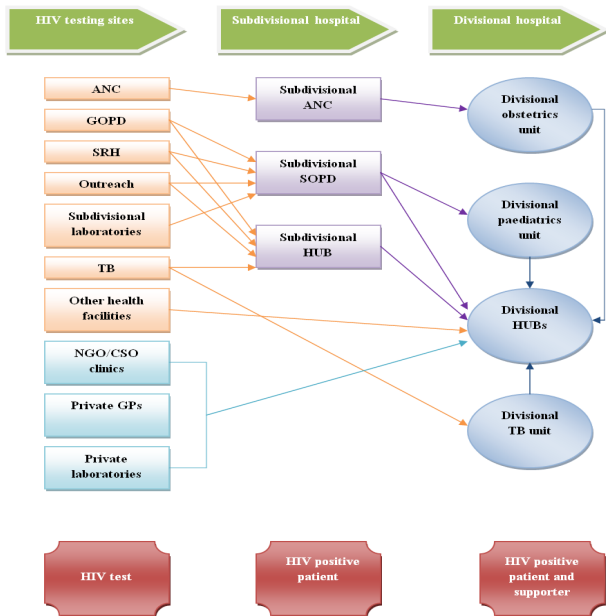 HIV testing sites
Subdivisional hospital
Divisional hospital
ANC
GOPD
SRH
Outreach
Subdivisional
laboratories
TB
Other health
facilities
NGO/CSO
clinics
Private GPs
Private
laboratories
Subdivisional
ANC
Subdivisional
SOPD
Subdivisional
HUB
Divisional
obstetrics
unit
Divisional
paediatrics
unit
Divisional
HUBs
Divisional
TB unit
HIV test
HIV positive
patient
HIV positive
patient and
supporter